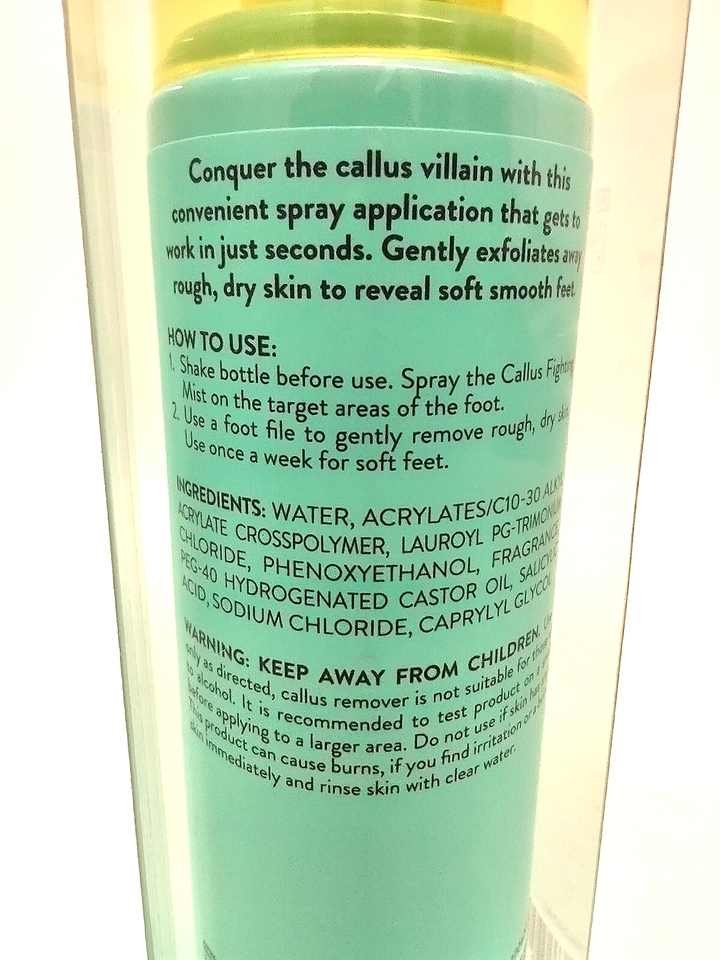 Conquer the callus villain with this
convenient spray application that gets to
work in just seconds. Gently exfoliates away
rough, dry skin to reveal soft smooth feet.
HOW TO USE:
1. Shake bottle before use. Spray the Callus Fighting
Mist on the target areas of the foot.
2. Use a foot file to gently remove rough, dry skin.
Use once a week for soft feet.
INGREDIENTS: WATER, ACRYLATES/C10-30 ALKYL
ACRYLATE CROSSPOLYMER, LAUROYL PG-TRIMONIUM
CHLORIDE, PHENOXYETHANOL, FRAGRANCE,
PEG-40 HYDROGENATED CASTOR OIL, SALICYLIC
ACID, SODIUM CHLORIDE, CAPRYLYL GLYCOL
WARNING: KEEP AWAY FROM CHILDREN. Use
only as directed, callus remover is not suitable for those
to alcohol. It is recommended to test product on a
before applying to a larger area. Do not use if skin has
This product can cause burns, if you find irritation or a
skin immediately and rinse skin with clear water.